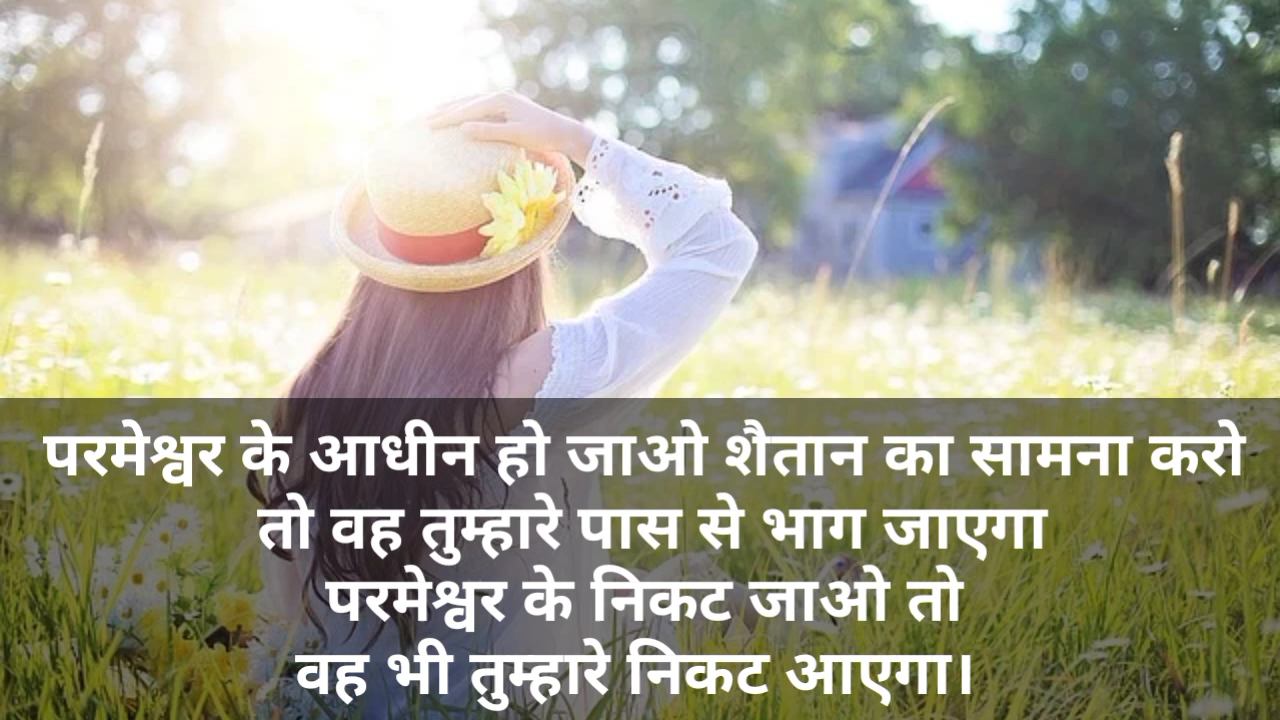 परमेश्वर के आधीन हो जाओ शैतान का सामना करो
तो वह तुम्हारे पास से भाग जाएगा
परमेश्वर के निकट जाओ तो
वह भी तुम्हारे निकट आएगा।